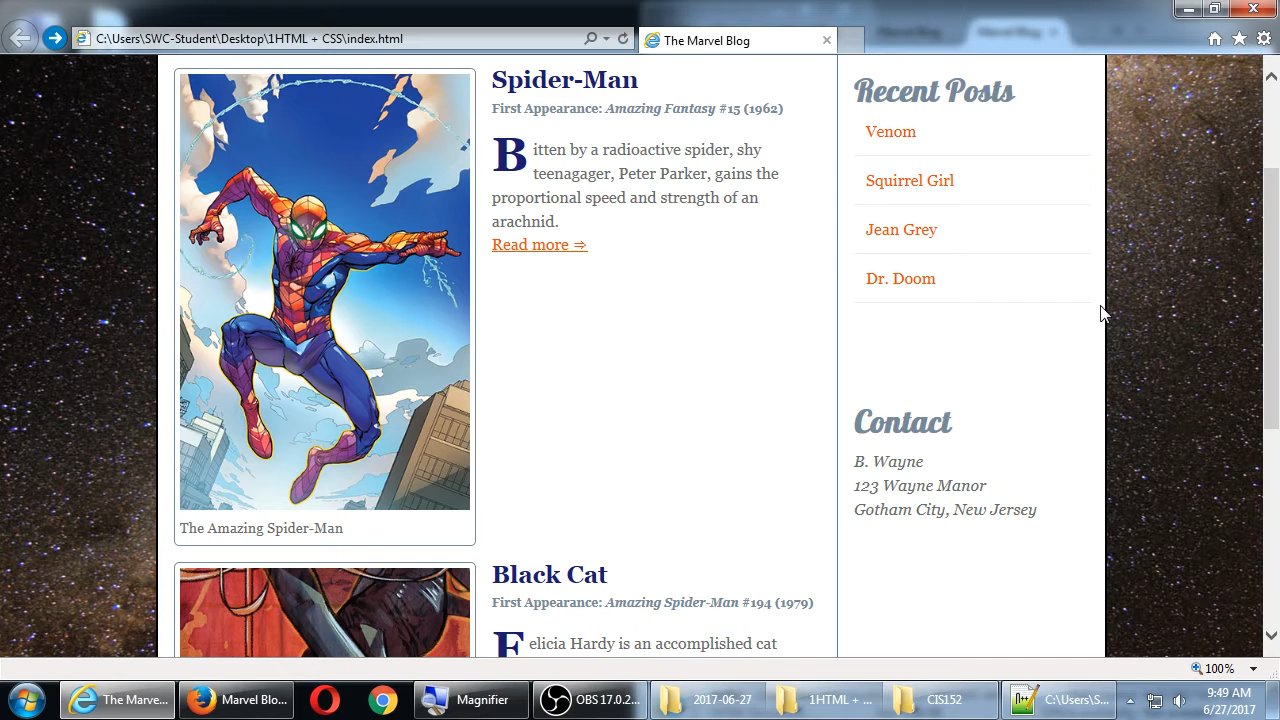 C:\Users\SWC-Student\Desktop\1HTML + CSS\index.html
The Marvel Blog
Spider-Man
First Appearance: Amazing Fantasy #15 (1962)
Bitten by a radioactive spider, shy
teenagager, Peter Parker, gains the
proportional speed and strength of an
arachnid.
Read more ⇒
The Amazing Spider-Man
Black Cat
First Appearance: Amazing Spider-Man #194 (1979)
Felicia Hardy is an accomplished cat
Recent Posts
Venom
Squirrel Girl
Jean Grey
Dr. Doom
Contact
B. Wayne
123 Wayne Manor
Gotham City, New Jersey
100%
The Marve...
Marvel Blo...
Magnifier
OBS 17.0.2...
2017-06-27
1HTML + ...
CIS152
C:\Users\S...
9:49 AM
6/27/2017